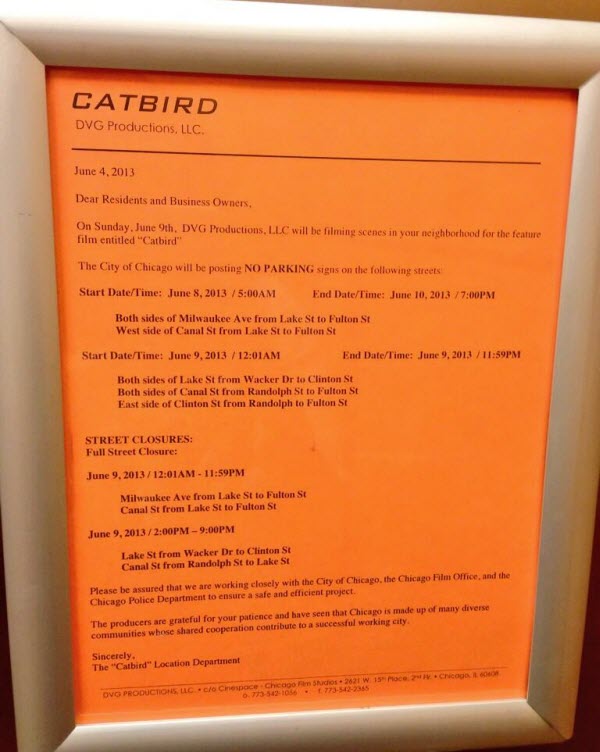 CATBIRD
DVG Productions, LLC.
June 4, 2013
Dear Residents and Business Owners,
On Sunday, June 9th, DVG Productions, LLC will be filming scenes in your neighborhood for the feature
film entitled “Catbird”
The City of Chicago will be posting NO PARKING signs on the following streets:
Start Date/Time: June 8, 2013 / 5:00AM End Date/Time: June 10, 2013 / 7:00PM
Both sides of Milwaukee Ave from Lake St to Fulton St
West side of Canal St from Lake St to Fulton St
Start Date/Time: June 9, 2013 / 12:01AM End Date/Time: June 9, 2013 / 11:59PM
Both sides of Lake St from Wacker Dr to Clinton St
Both sides of Canal St from Randolph St to Fulton St
East side of Clinton St from Randolph to Fulton St
STREET CLOSURES:
Full Street Closure:
June 9, 2013 / 12:01AM - 11:59PM
Milwaukee Ave from Lake St to Fulton St
Canal St from Lake St to Fulton St
June 9, 2013 / 2:00PM – 9:00PM
Lake St from Wacker Dr to Clinton St
Canal St from Randolph St to Lake St
Please be assured that we are working closely with the City of Chicago, the Chicago Film Office, and the
Chicago Police Department to ensure a safe and efficient project.
The producers are grateful for your patience and have seen that Chicago is made up of many diverse
communities whose shared cooperation contribute to a successful working city.
Sincerely,
The “Catbird” Location Department
DVG PRODUCTIONS, LLC. • c/o Cinespace - Chicago Film Studios • 2621 W. 15th Place, 2nd Flr. • Chicago, IL 60608
o. 773-542-1056 • f. 773-542-2365